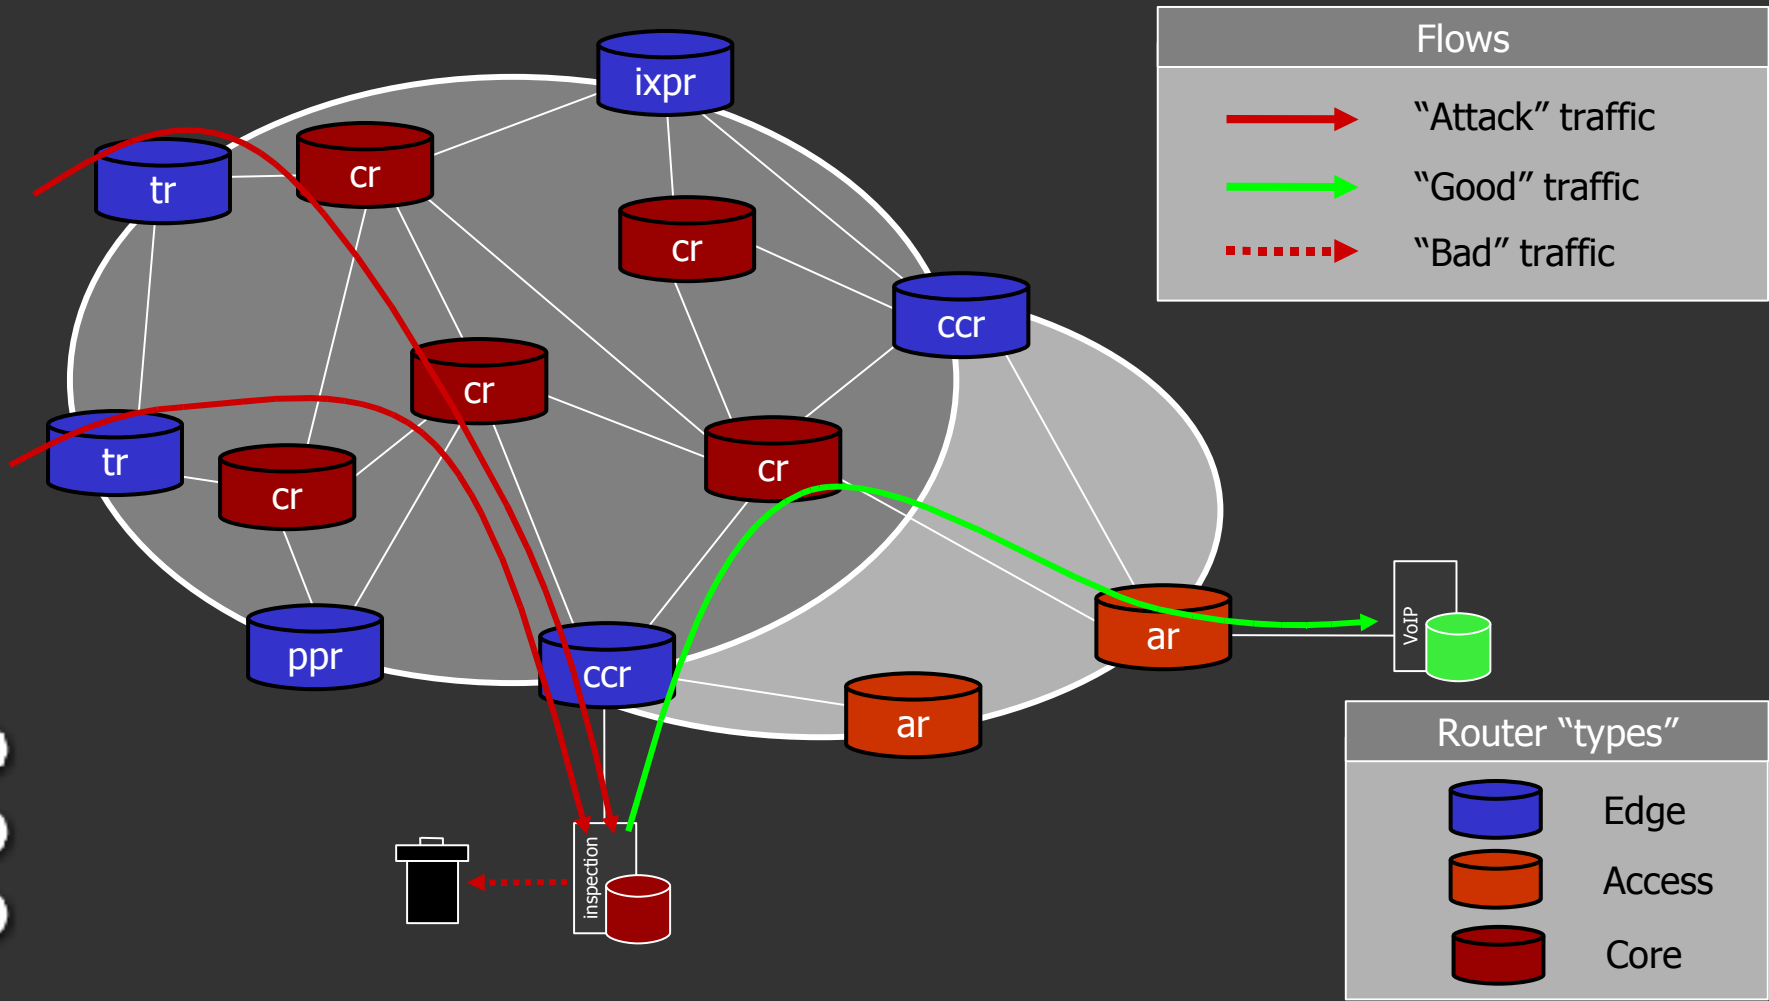 Flows
“Attack” traffic
“Good” traffic
“Bad” traffic
ixpr
tr
cr
cr
ccr
cr
tr
cr
cr
ppr
ccr
ar
ar
VoIP
inspection
Router “types”
Edge
Access
Core